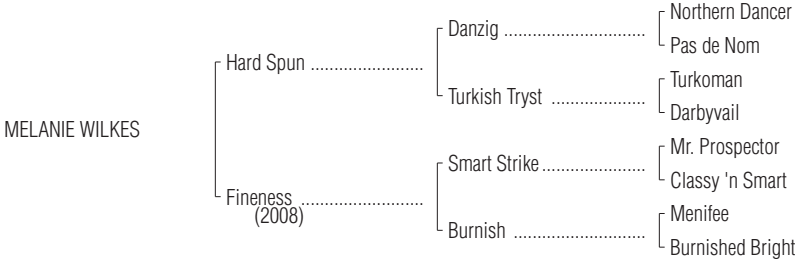 Northern Dancer
Danzig ..............................
Pas de Nom
Hard Spun ........................
Turkoman
Turkish Tryst ....................
Darbyvail
MELANIE WILKES
Mr. Prospector
Smart Strike......................
Classy 'n Smart
Fineness ..........................
(2008)
Menifee
Burnish ............................
Burnished Bright